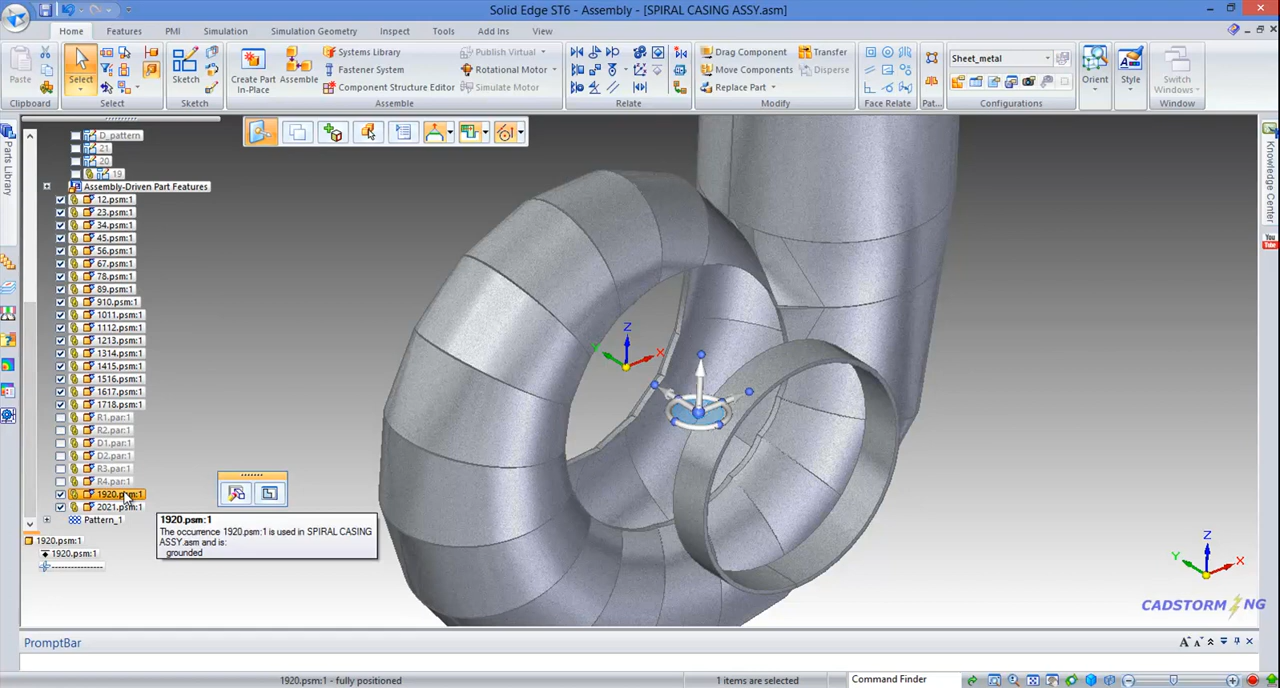 Solid Edge ST6 - Assembly - [SPIRAL CASING ASSY.asm]
Home Features PMI Simulation Simulation Geometry Inspect Tools Add Ins View
Paste
Clipboard
Select
Select
Sketch
Sketch
Create Part In-Place
Assemble
Systems Library
Fastener System
Component Structure Editor
Publish Virtual
Rotational Motor
Simulate Motor
Assemble
Relate
Drag Component
Move Components
Replace Part
Transfer
Disperse
Modify
Face Relate
Pat...
Sheet_metal
Configurations
Orient
Style
Switch Windows
Window
Parts Library
Knowledge Center
You Tube
D_pattern
21
20
19
Assembly-Driven Part Features
12.psm:1
23.psm:1
34.psm:1
45.psm:1
56.psm:1
67.psm:1
78.psm:1
89.psm:1
910.psm:1
1011.psm:1
1112.psm:1
1213.psm:1
1314.psm:1
1415.psm:1
1516.psm:1
1617.psm:1
1718.psm:1
R1.par:1
R2.par:1
D1.par:1
D2.par:1
R3.par:1
R4.par:1
1920.psm:1
2021.psm:1
Pattern_1
1920.psm:1
1920.psm:1
1920.psm:1
The occurrence 1920.psm:1 is used in SPIRAL CASING
ASSY.asm and is:
grounded
Z
Y X
Z
Y X
CADSTORMING
PromptBar
1920.psm:1 - fully positioned
1 items are selected
Command Finder